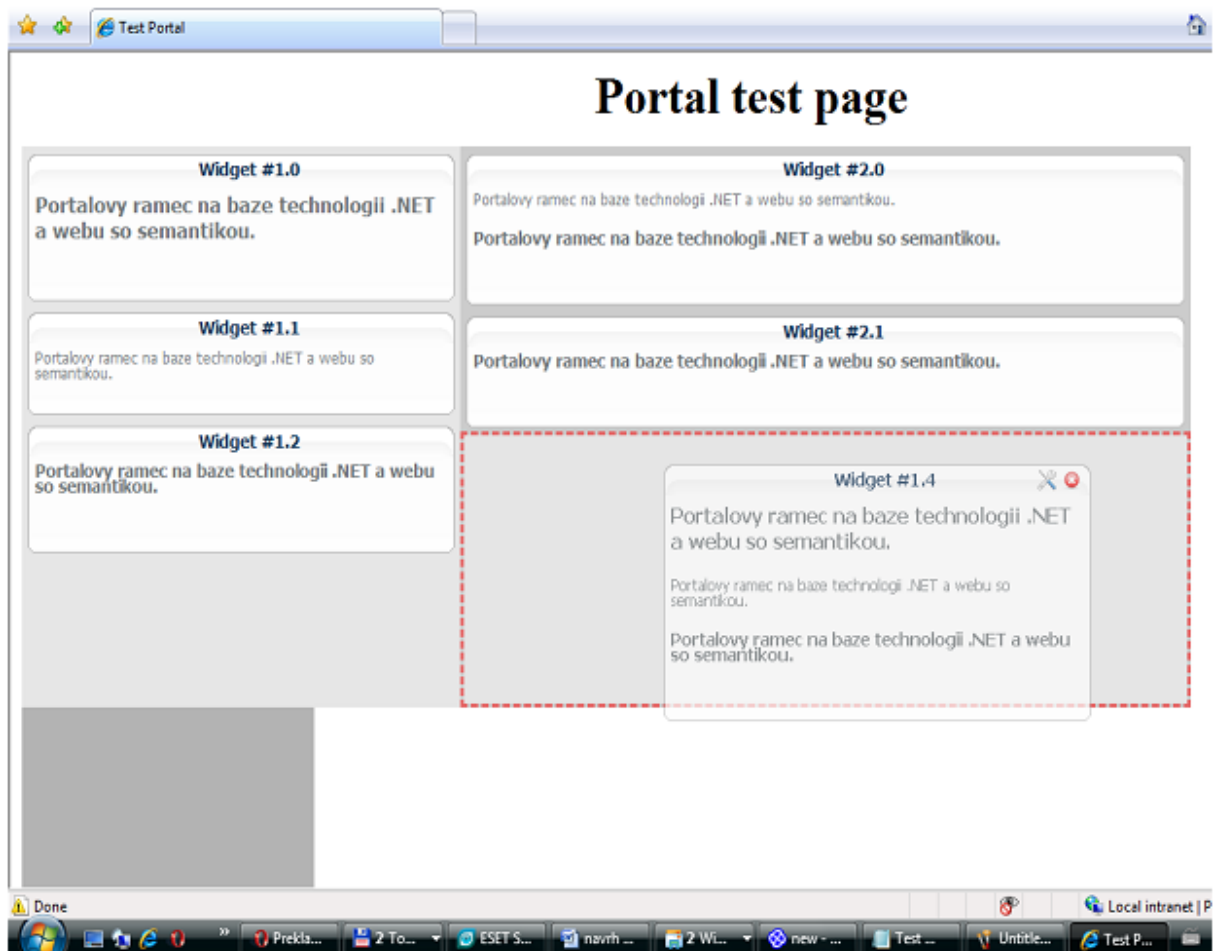 Test Portal
Portal test page
Widget #1.0
Portalovy ramec na baze technologii .NET
a webu so semantikou.
Widget #1.1
Portalovy ramec na baze technologii .NET a webu so
semantikou.
Widget #1.2
Portalovy ramec na baze technologii .NET a webu
so semantikou.
Widget #2.0
Portalovy ramec na baze technologii .NET a webu so semantikou.
Portalovy ramec na baze technologii .NET a webu so semantikou.
Widget #2.1
Portalovy ramec na baze technologii .NET a webu so semantikou.
Widget #1.4
Portalovy ramec na baze technologii .NET
a webu so semantikou.
Portalovy ramec na baze technologii .NET a webu so
semantikou.
Portalovy ramec na baze technologii .NET a webu
so semantikou.
Done
Local intranet | P
» Prekla... 2 To... ESET S... navrh ... 2 Wi... new - ... Test ... Untitle... Test P...